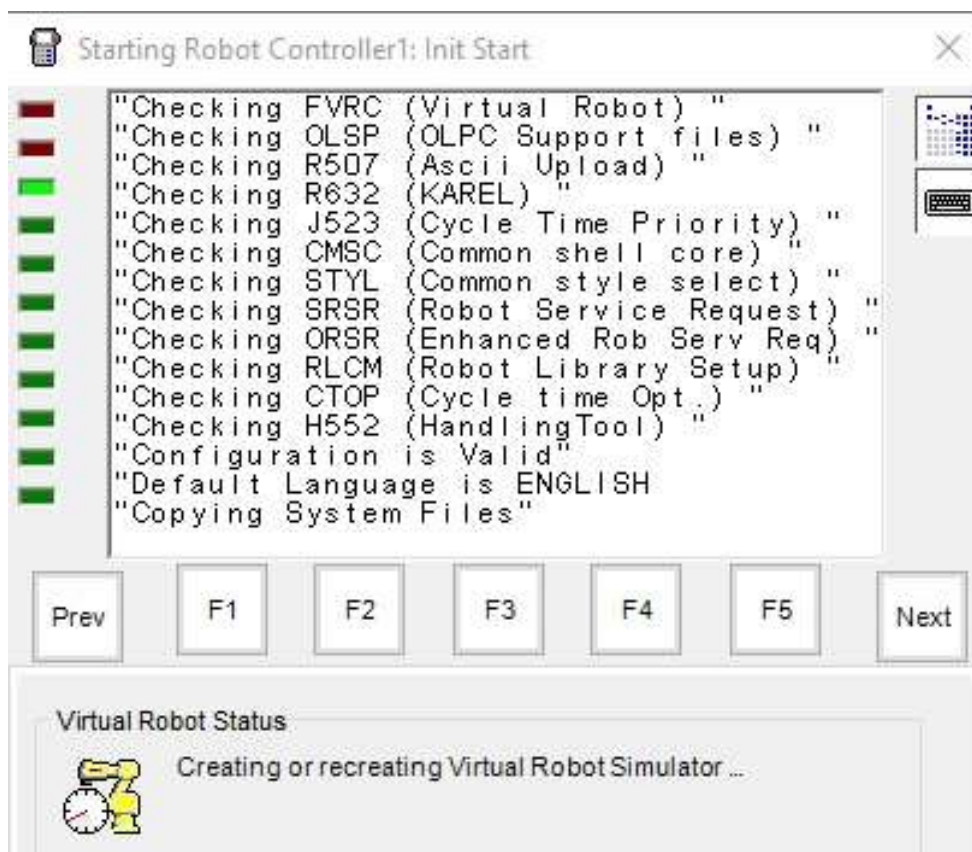 Starting Robot Controller1: Init Start
"Checking FVRC (Virtual Robot) "
"Checking OLSP (OLPC Support files) "
"Checking R507 (Ascii Upload) "
"Checking R632 (KAREL) "
"Checking J523 (Cycle Time Priority) "
"Checking CMSC (Common shell core) "
"Checking STYL (Common style select) "
"Checking SRSR (Robot Service Request) "
"Checking ORSR (Enhanced Rob Serv Req) "
"Checking RLCM (Robot Library Setup) "
"Checking CTOP (Cycle time Opt.) "
"Checking H552 (HandlingTool) "
"Configuration is Valid"
"Default Language is ENGLISH
"Copying System Files"
Prev F1 F2 F3 F4 F5 Next
Virtual Robot Status
Creating or recreating Virtual Robot Simulator ...